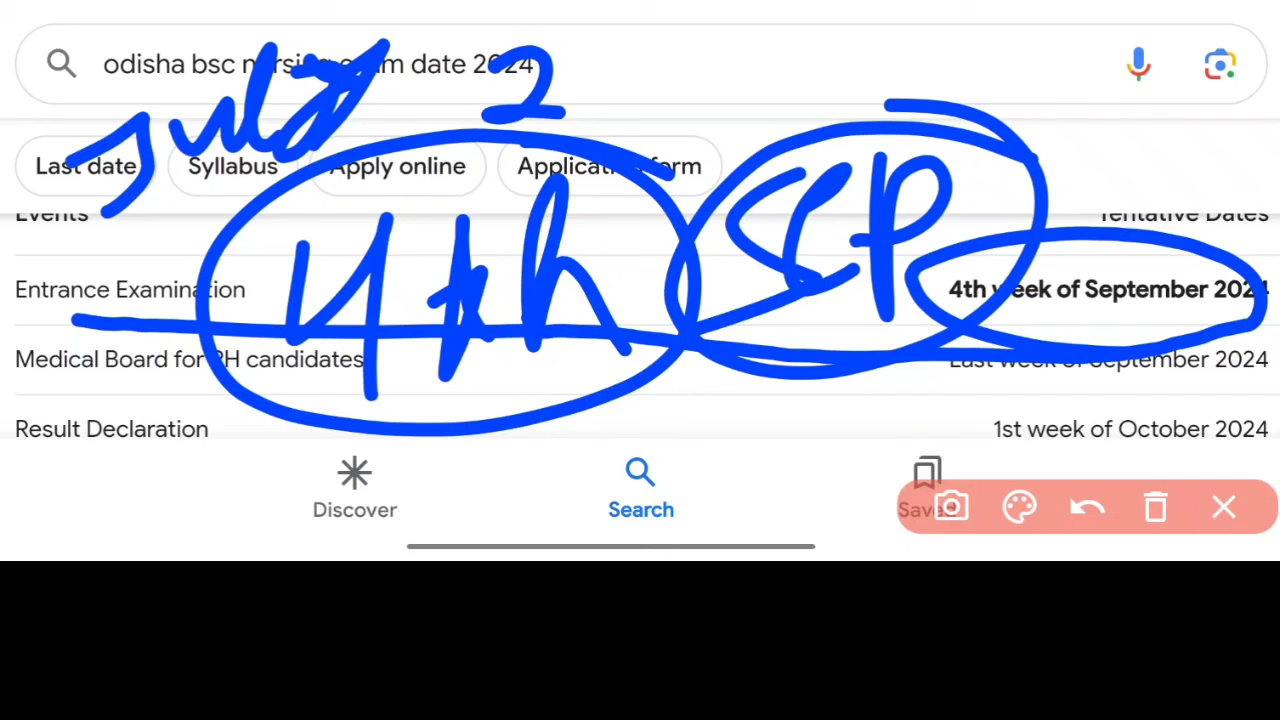 odisha bsc nursing exam date 2024
July 2
Last date Syllabus Apply online Application form
4th SEP
Events Tentative Dates
Entrance Examination 4th week of September 2024
Medical Board for PH candidates Last week of September 2024
Result Declaration 1st week of October 2024
Discover Search Saved